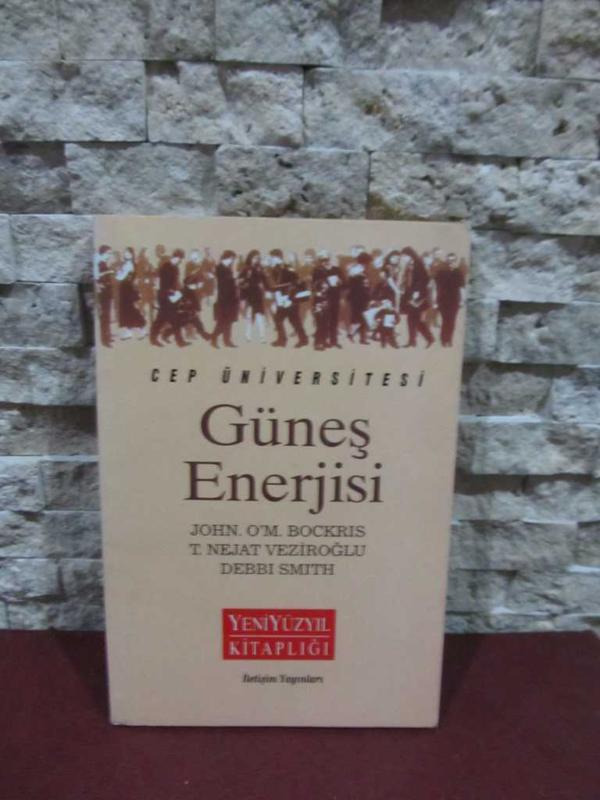 CEP ÜNİVERSİTESİ
Güneş
Enerjisi
JOHN. O'M. BOCKRIS
T. NEJAT VEZİROĞLU
DEBBI SMITH
YENİYÜZYIL
KİTAPLIĞI
İletişim Yayınları